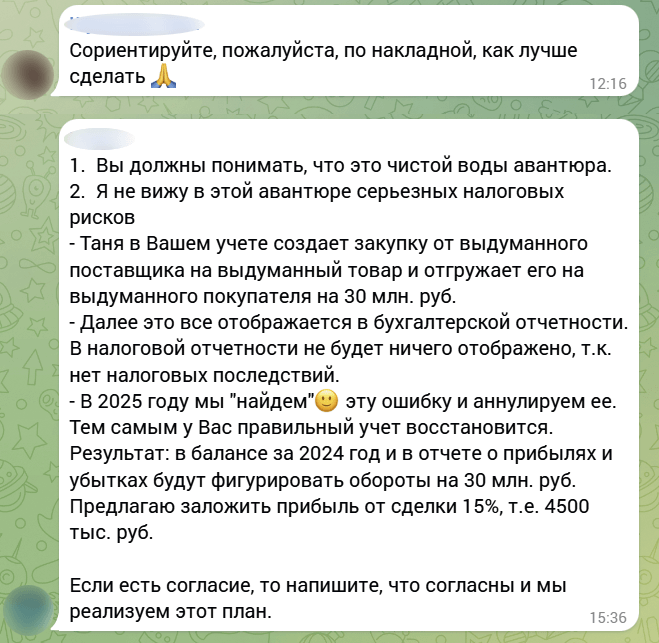 Сориентируйте, пожалуйста, по накладной, как лучше
сделать 🙏
12:16
1. Вы должны понимать, что это чистой воды авантюра.
2. Я не вижу в этой авантюре серьезных налоговых
рисков
- Таня в Вашем учете создает закупку от выдуманного
поставщика на выдуманный товар и отгружает его на
выдуманного покупателя на 30 млн. руб.
- Далее это все отображается в бухгалтерской отчетности.
В налоговой отчетности не будет ничего отображено, т.к.
нет налоговых последствий.
- В 2025 году мы "найдем"🙂 эту ошибку и аннулируем ее.
Тем самым у Вас правильный учет восстановится.
Результат: в балансе за 2024 год и в отчете о прибылях и
убытках будут фигурировать обороты на 30 млн. руб.
Предлагаю заложить прибыль от сделки 15%, т.е. 4500
тыс. руб.
Если есть согласие, то напишите, что согласны и мы
реализуем этот план.
15:36